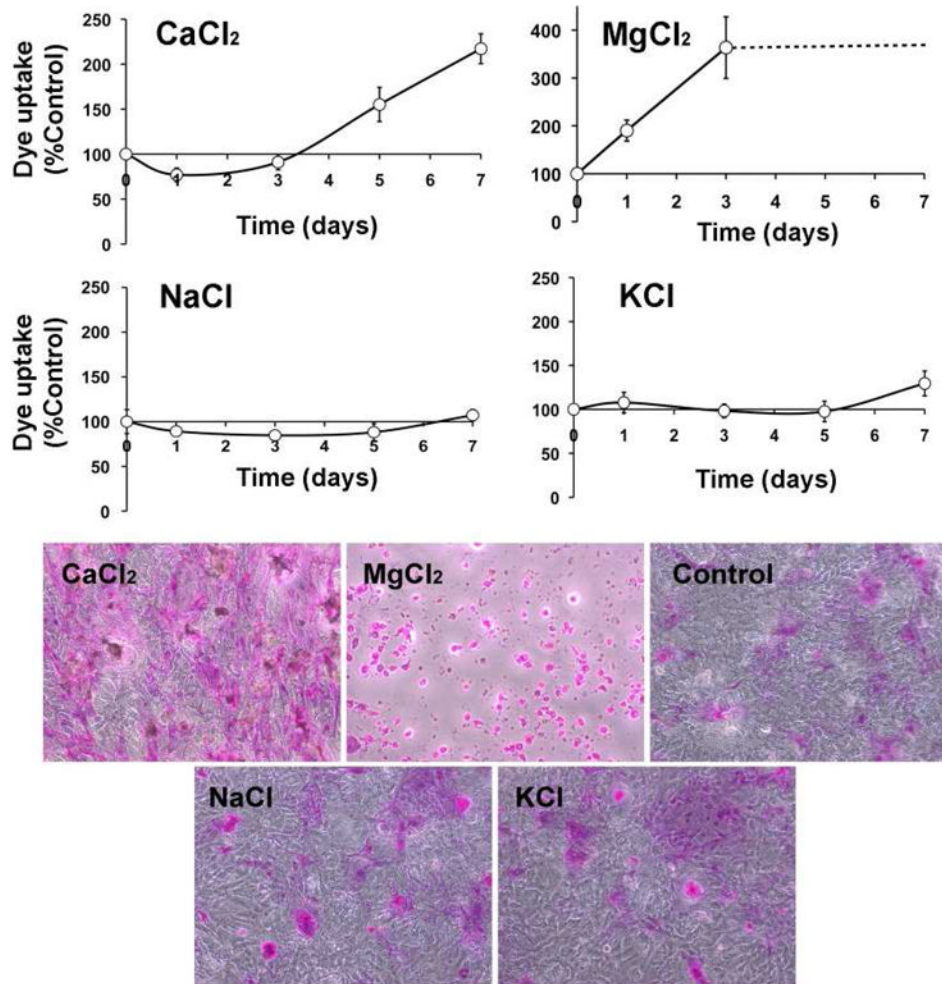 CaCl₂
Dye uptake
(%Control)
250
200
150
100
50
0
0 1 2 3 5 6 7
Time (days)
MgCl₂
400
300
200
100
0
0 1 2 3 4 5 6 7
Time (days)
NaCl
Dye uptake
(%Control)
250
200
150
100
50
0
0 1 2 3 4 5 6 7
Time (days)
KCl
250
200
150
100
50
0
0 1 2 3 4 5 6 7
Time (days)
CaCl₂
MgCl₂
Control
NaCl
KCl